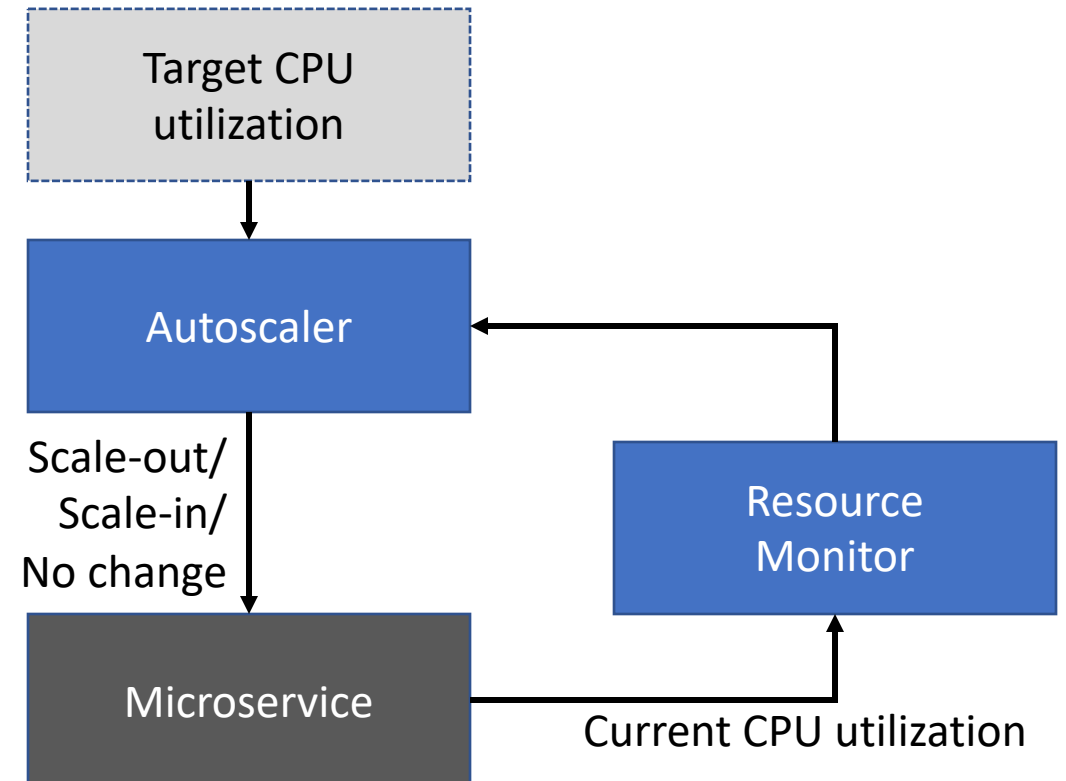 Target CPU
utilization
Autoscaler
Scale-out/
Scale-in/
No change
Resource
Monitor
Microservice
Current CPU utilization